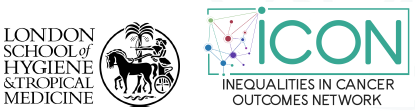 LONDON
SCHOOL of
HYGIENE
& TROPICAL
MEDICINE
iCON
INEQUALITIES IN CANCER
OUTCOMES NETWORK